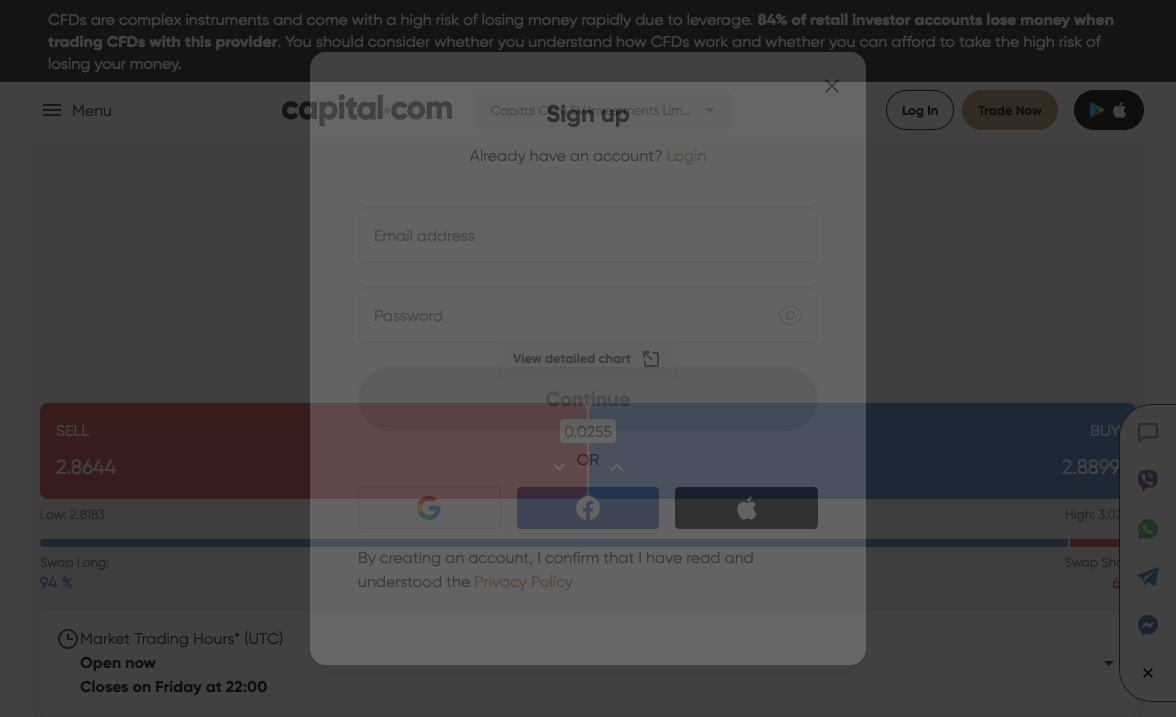 CFDs are complex instruments and come with a high risk of losing money rapidly due to leverage. 84% of retail investor accounts lose money when
trading CFDs with this provider. You should consider whether you understand how CFDs work and whether you can afford to take the high risk of
losing your money.
Menu
capital.com
Capital Com SV Investments Lim...
Log In
Trade Now
Sign up
Already have an account? Login
Email address
Password
View detailed chart
Continue
SELL
BUY
0.0255
2.8644
2.8899
OR
Low: 2.8183
High: 3.02
By creating an account, I confirm that I have read and
understood the Privacy Policy
Swap Long:
Swap Sho
94 %
6
Market Trading Hours* (UTC)
Open now
Closes on Friday at 22:00